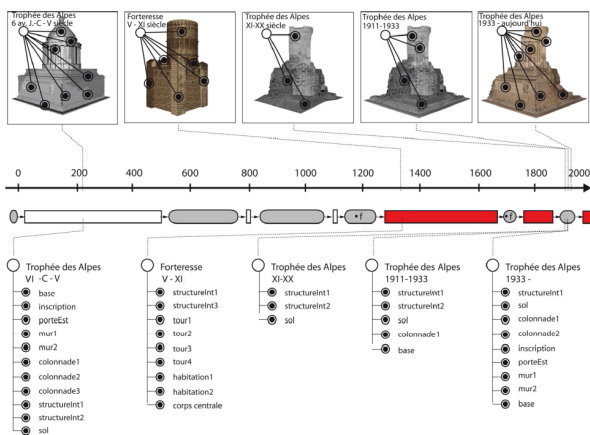 Trophée des Alpes
6 av. J.-C - V siècle
Forteresse
V - XI siècle
Trophée des Alpes
XI-XX siècle
Trophée des Alpes
1911-1933
Trophée des Alpes
1933 - aujourd'hui
0 200 400 600 800 1000 1200 1400 1600 1800 2000
f f
Trophée des Alpes
VI -C - V
base
inscription
porteEst
mur1
mur2
colonnade1
colonnade2
colonnade3
structureInt1
structureInt2
sol
Forteresse
V - XI
structureInt1
structureInt3
tour1
tour2
tour3
tour4
habitation1
habitation2
corps centrale
Trophée des Alpes
XI-XX
structureInt1
structureInt2
sol
Trophée des Alpes
1911-1933
structureInt1
structureInt2
sol
colonnade1
base
Trophée des Alpes
1933 -
structureInt1
sol
colonnade1
colonnade2
inscription
porteEst
mur1
mur2
base